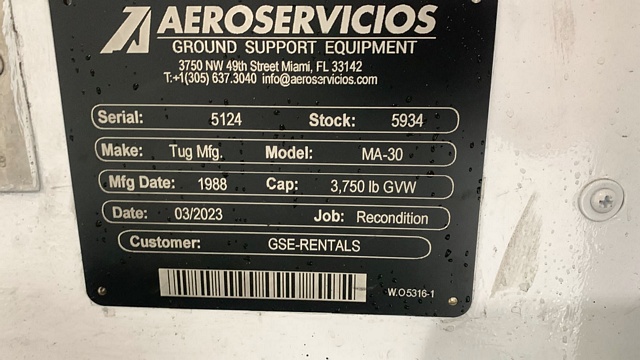 AEROSERVICIOS
GROUND SUPPORT EQUIPMENT
3750 NW 49th Street Miami, FL 33142
T:+1(305) 637.3040 info@aeroservicios.com
Serial: 5124 Stock: 5934
Make: Tug Mfg. Model: MA-30
Mfg Date: 1988 Cap: 3,750 lb GVW
Date: 03/2023 Job: Recondition
Customer: GSE-RENTALS
W.O5316-1